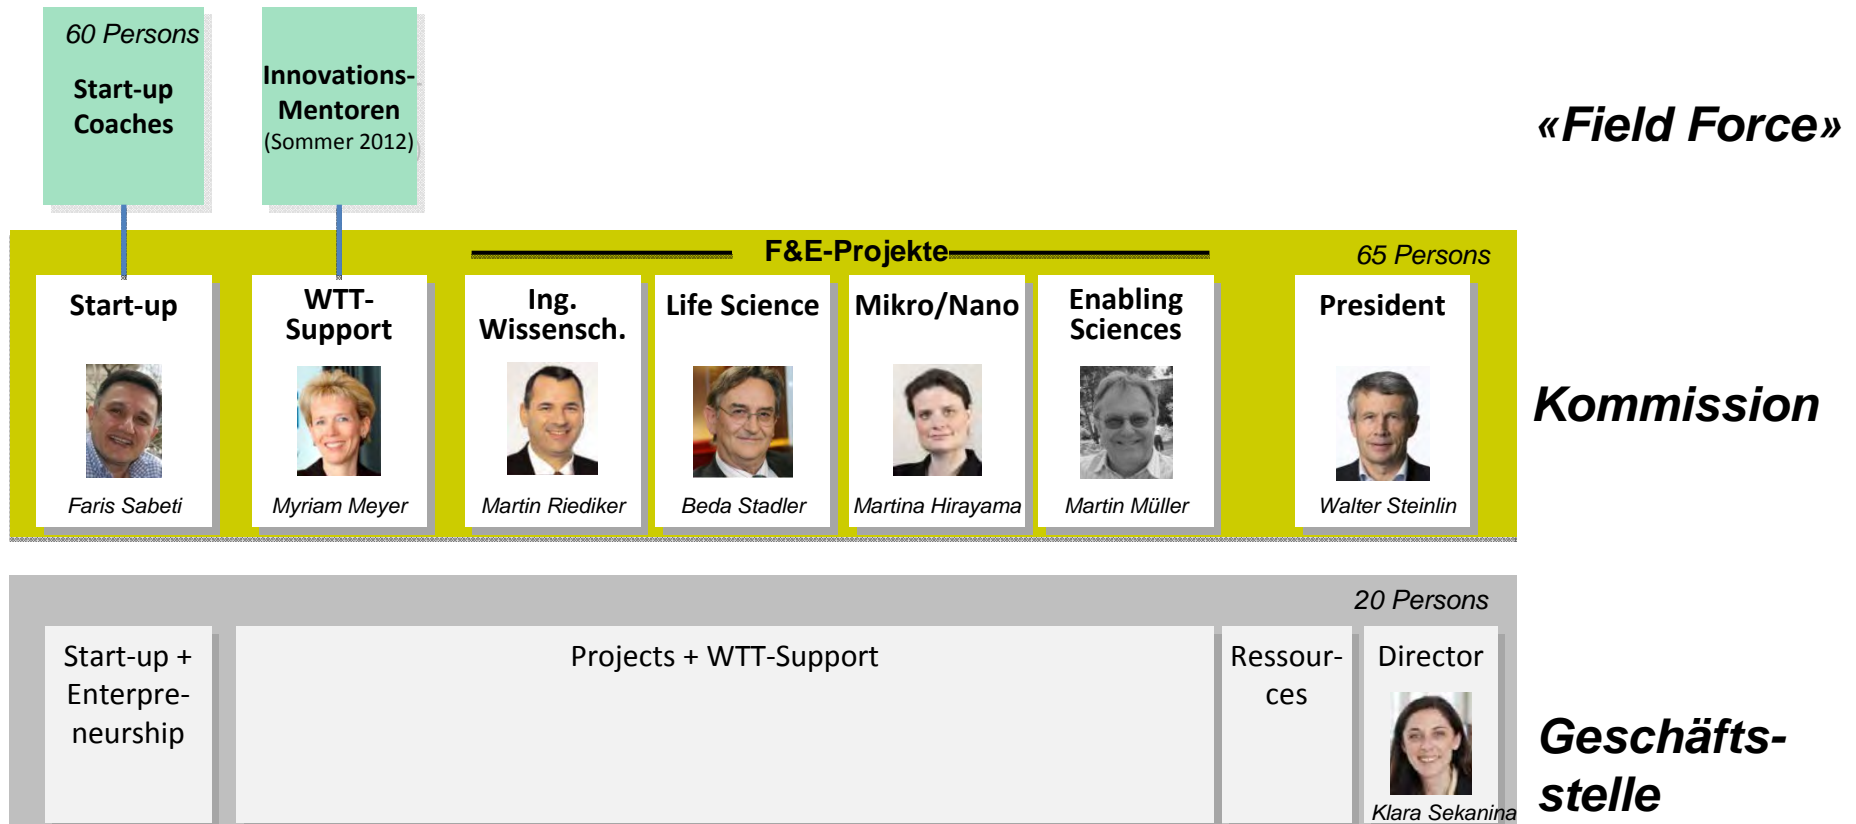 60 Persons
Start-up
Coaches
Innovations-
Mentoren
(Sommer 2012)
«Field Force»
F&E-Projekte
65 Persons
Start-up
Faris Sabeti
WTT-
Support
Myriam Meyer
Ing.
Wissensch.
Martin Riediker
Life Science
Beda Stadler
Mikro/Nano
Martina Hirayama
Enabling
Sciences
Martin Müller
President
Walter Steinlin
Kommission
20 Persons
Start-up +
Enterpre-
neurship
Projects + WTT-Support
Ressour-
ces
Director
Klara Sekanina
Geschäfts-
stelle